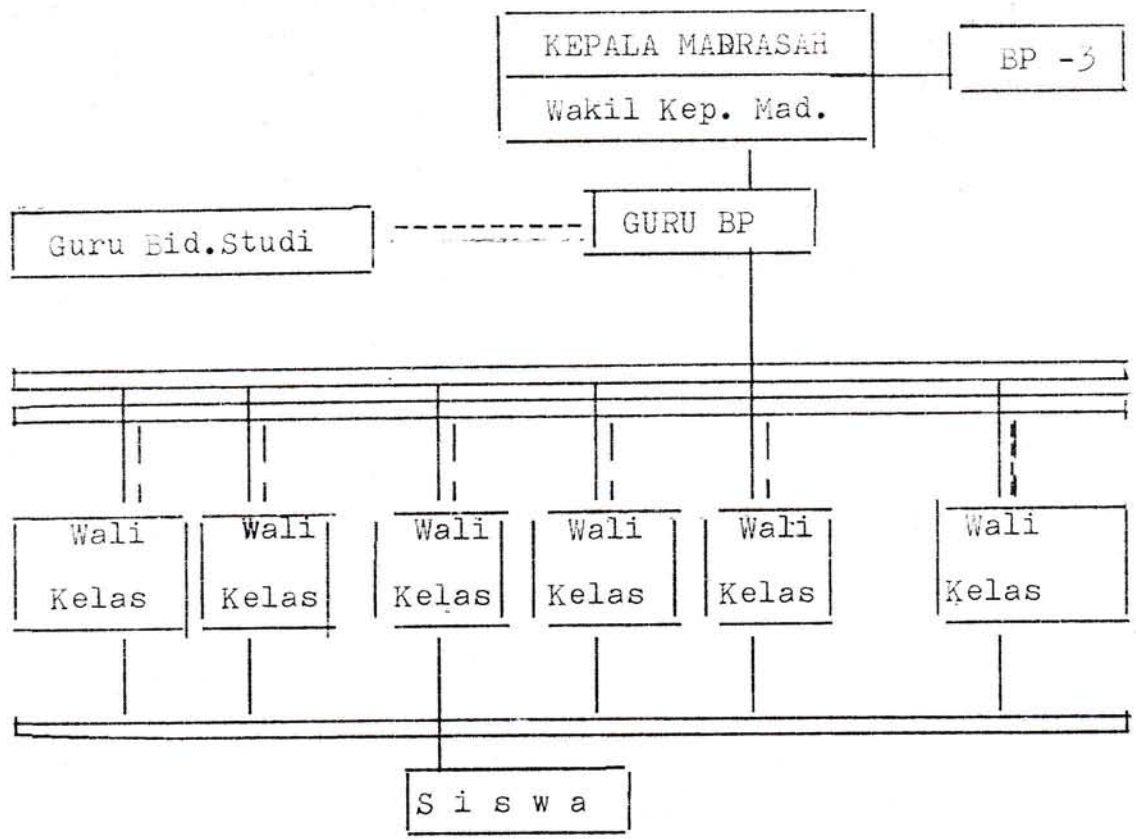 KEPALA MADRASAH
BP -3
Wakil Kep. Mad.
GURU BP
Guru Bid.Studi
Wali
Kelas
Wali
Kelas
Wali
Kelas
Wali
Kelas
Wali
Kelas
Wali
Kelas
S i s w a